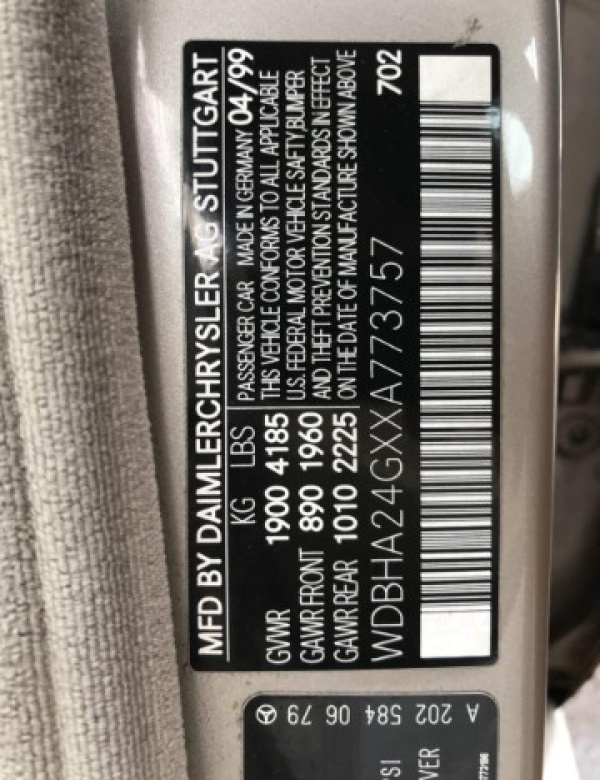 MFD BY DAIMLERCHRYSLER AG STUTTGART
KG LBS
GVWR 1900 4185
GAWR FRONT 890 1960
GAWR REAR 1010 2225
PASSENGER CAR MADE IN GERMANY 04/99
THIS VEHICLE CONFORMS TO ALL APPLICABLE
U.S. FEDERAL MOTOR VEHICLE SAFTY,BUMPER
AND THEFT PREVENTION STANDARDS IN EFFECT
ON THE DATE OF MANUFACTURE SHOWN ABOVE
WDBHA24GXXA773757
702
A 202 584 06 79
SI
VER